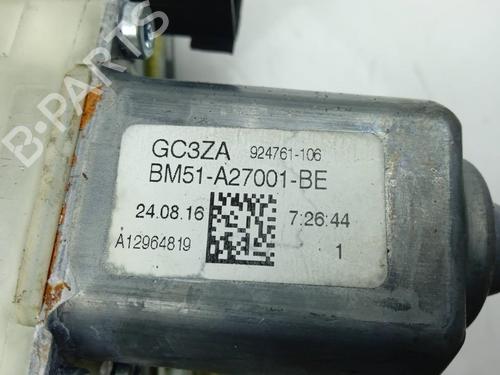 B-PARTS
GC3ZA 924761-106
BM51-A27001-BE
24.08.16 7:26:44
A12964819 1